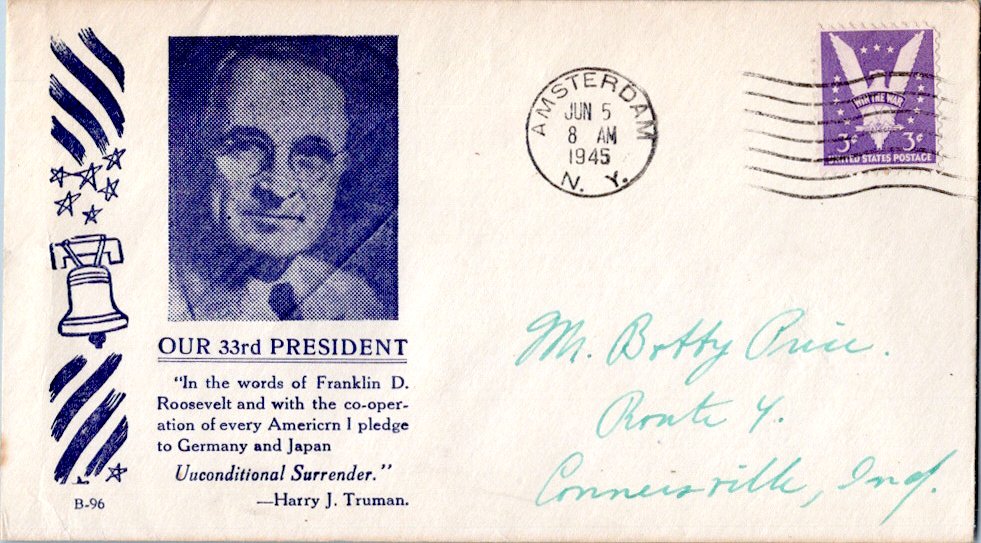 AMSTERDAM
JUN 5
8 AM
1945
N. Y.
WIN THE WAR
3¢ 3¢
UNITED STATES POSTAGE
OUR 33rd PRESIDENT
"In the words of Franklin D.
Roosevelt and with the co-oper-
ation of every Americrn I pledge
to Germany and Japan
Uuconditional Surrender."
—Harry J. Truman.
B-96
M. Botty Price.
Route 4.
Connersville, Ind.